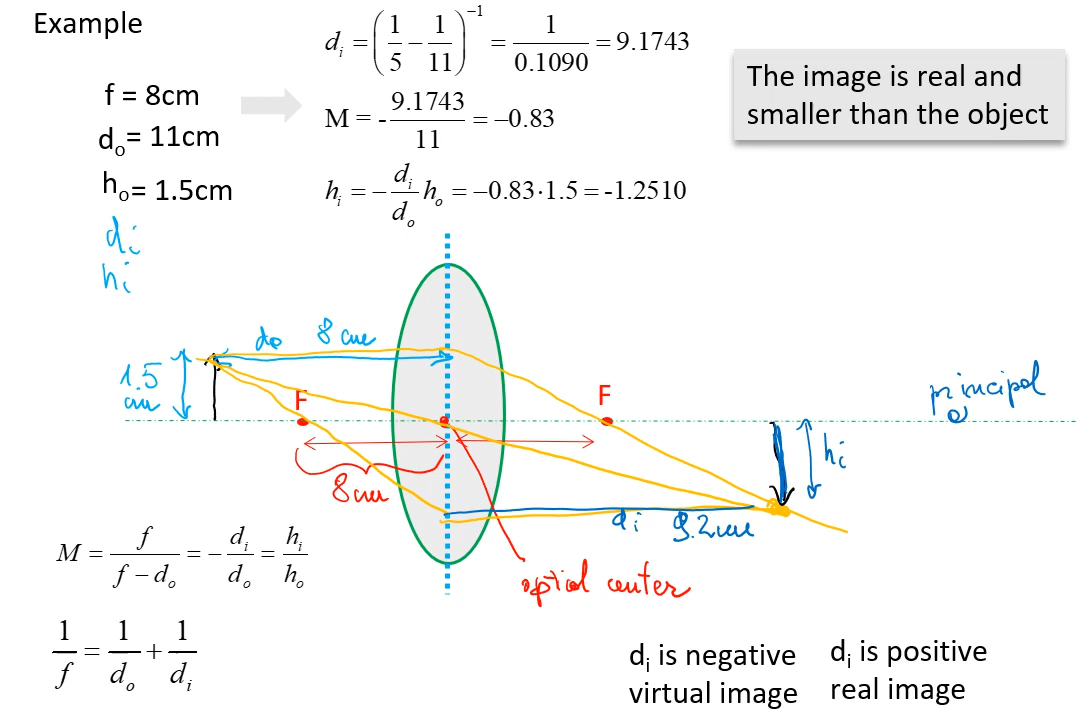 Example
f = 8cm
dₒ= 11cm
hₒ= 1.5cm
dᵢ
hᵢ
dᵢ = (1/5 − 1/11)⁻¹ = 1/0.1090 = 9.1743
M = -9.1743/11 = −0.83
hᵢ = −dᵢ/dₒ hₒ = −0.83·1.5 = -1.2510
The image is real and
smaller than the object
dₒ 8 cm
1.5
cm
F
F
principal
hᵢ
8cm
dᵢ 9.2cm
optical center
M = f/(f − dₒ) = −dᵢ/dₒ = hᵢ/hₒ
1/f = 1/dₒ + 1/dᵢ
dᵢ is negative
virtual image
dᵢ is positive
real image